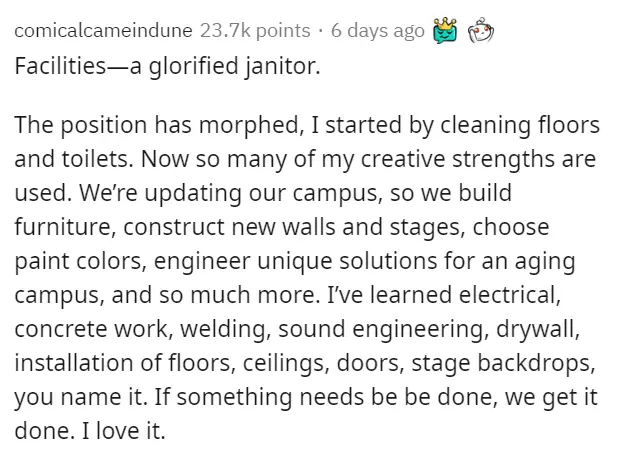 comicalcameindune 23.7k points · 6 days ago
Facilities—a glorified janitor.
The position has morphed, I started by cleaning floors
and toilets. Now so many of my creative strengths are
used. We’re updating our campus, so we build
furniture, construct new walls and stages, choose
paint colors, engineer unique solutions for an aging
campus, and so much more. I’ve learned electrical,
concrete work, welding, sound engineering, drywall,
installation of floors, ceilings, doors, stage backdrops,
you name it. If something needs be be done, we get it
done. I love it.